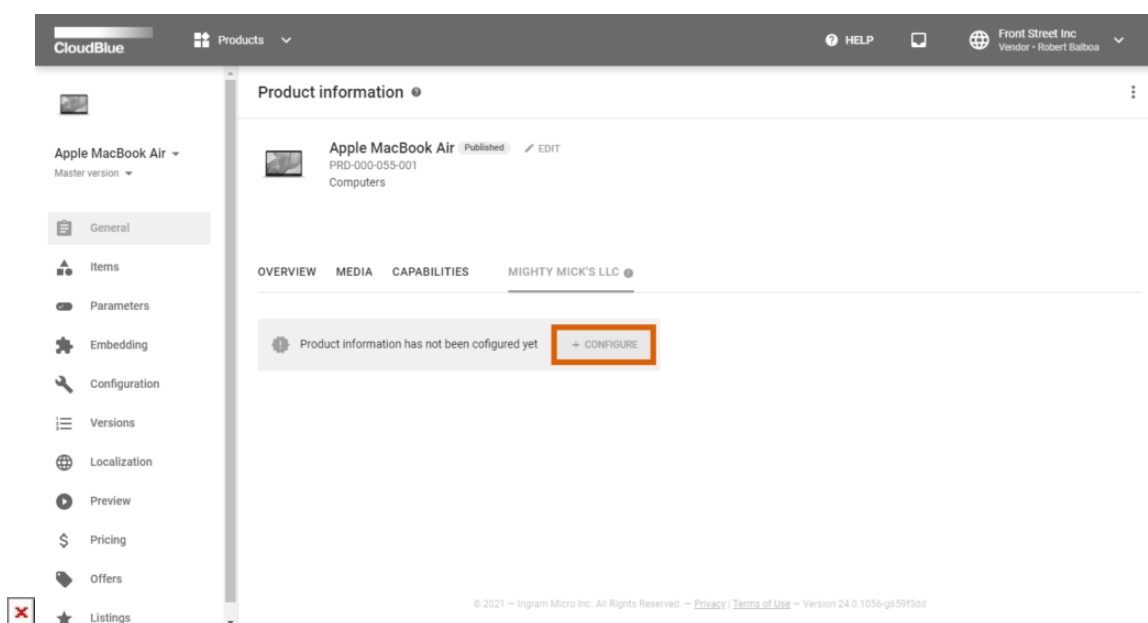 CloudBlue
Products
HELP
Front Street Inc
Vendor • Robert Balboa
Apple MacBook Air
Master version
General
Items
Parameters
Embedding
Configuration
Versions
Localization
Preview
Pricing
Offers
Listings
Product information
Apple MacBook Air Published EDIT
PRD-000-055-001
Computers
OVERVIEW MEDIA CAPABILITIES MIGHTY MICK'S LLC
Product information has not been cofigured yet + CONFIGURE
© 2021 — Ingram Micro Inc. All Rights Reserved. — Privacy | Terms of Use — Version 24.0.1056-g659f3dd